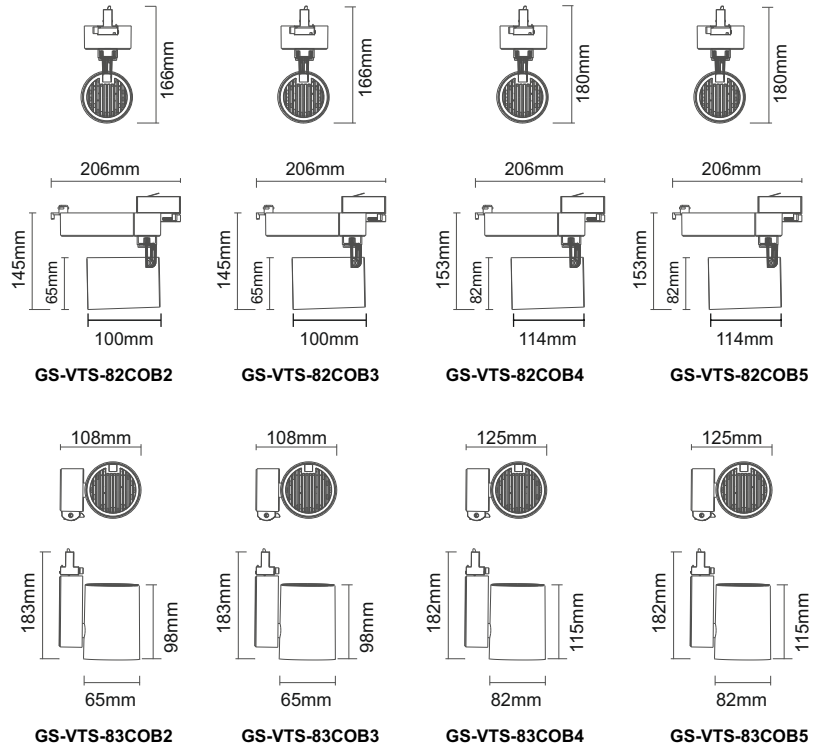 166mm
166mm
180mm
180mm
206mm
206mm
206mm
206mm
145mm
65mm
145mm
65mm
153mm
82mm
153mm
82mm
100mm
100mm
114mm
114mm
GS-VTS-82COB2
GS-VTS-82COB3
GS-VTS-82COB4
GS-VTS-82COB5
108mm
108mm
125mm
125mm
183mm
98mm
183mm
98mm
182mm
115mm
182mm
115mm
65mm
65mm
82mm
82mm
GS-VTS-83COB2
GS-VTS-83COB3
GS-VTS-83COB4
GS-VTS-83COB5